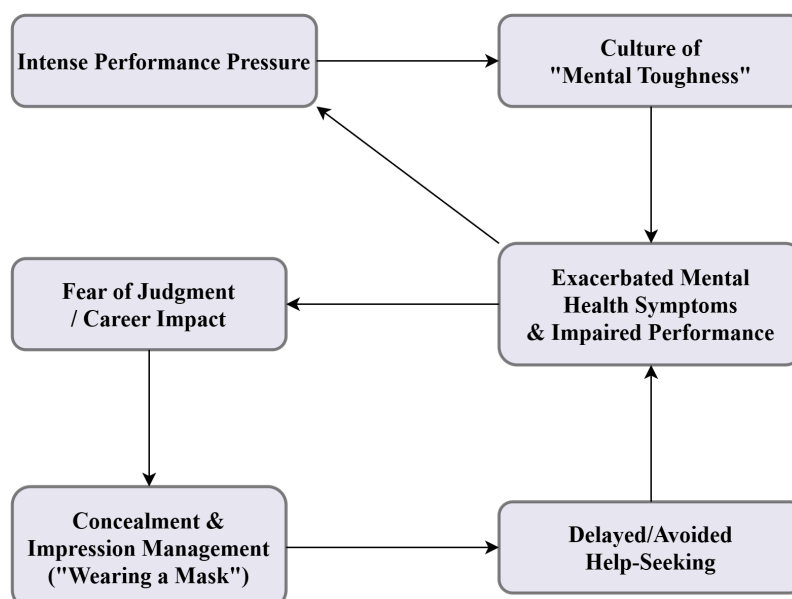 Intense Performance Pressure
Culture of
"Mental Toughness"
Exacerbated Mental
Health Symptoms
& Impaired Performance
Fear of Judgment
/ Career Impact
Concealment &
Impression Management
("Wearing a Mask")
Delayed/Avoided
Help-Seeking